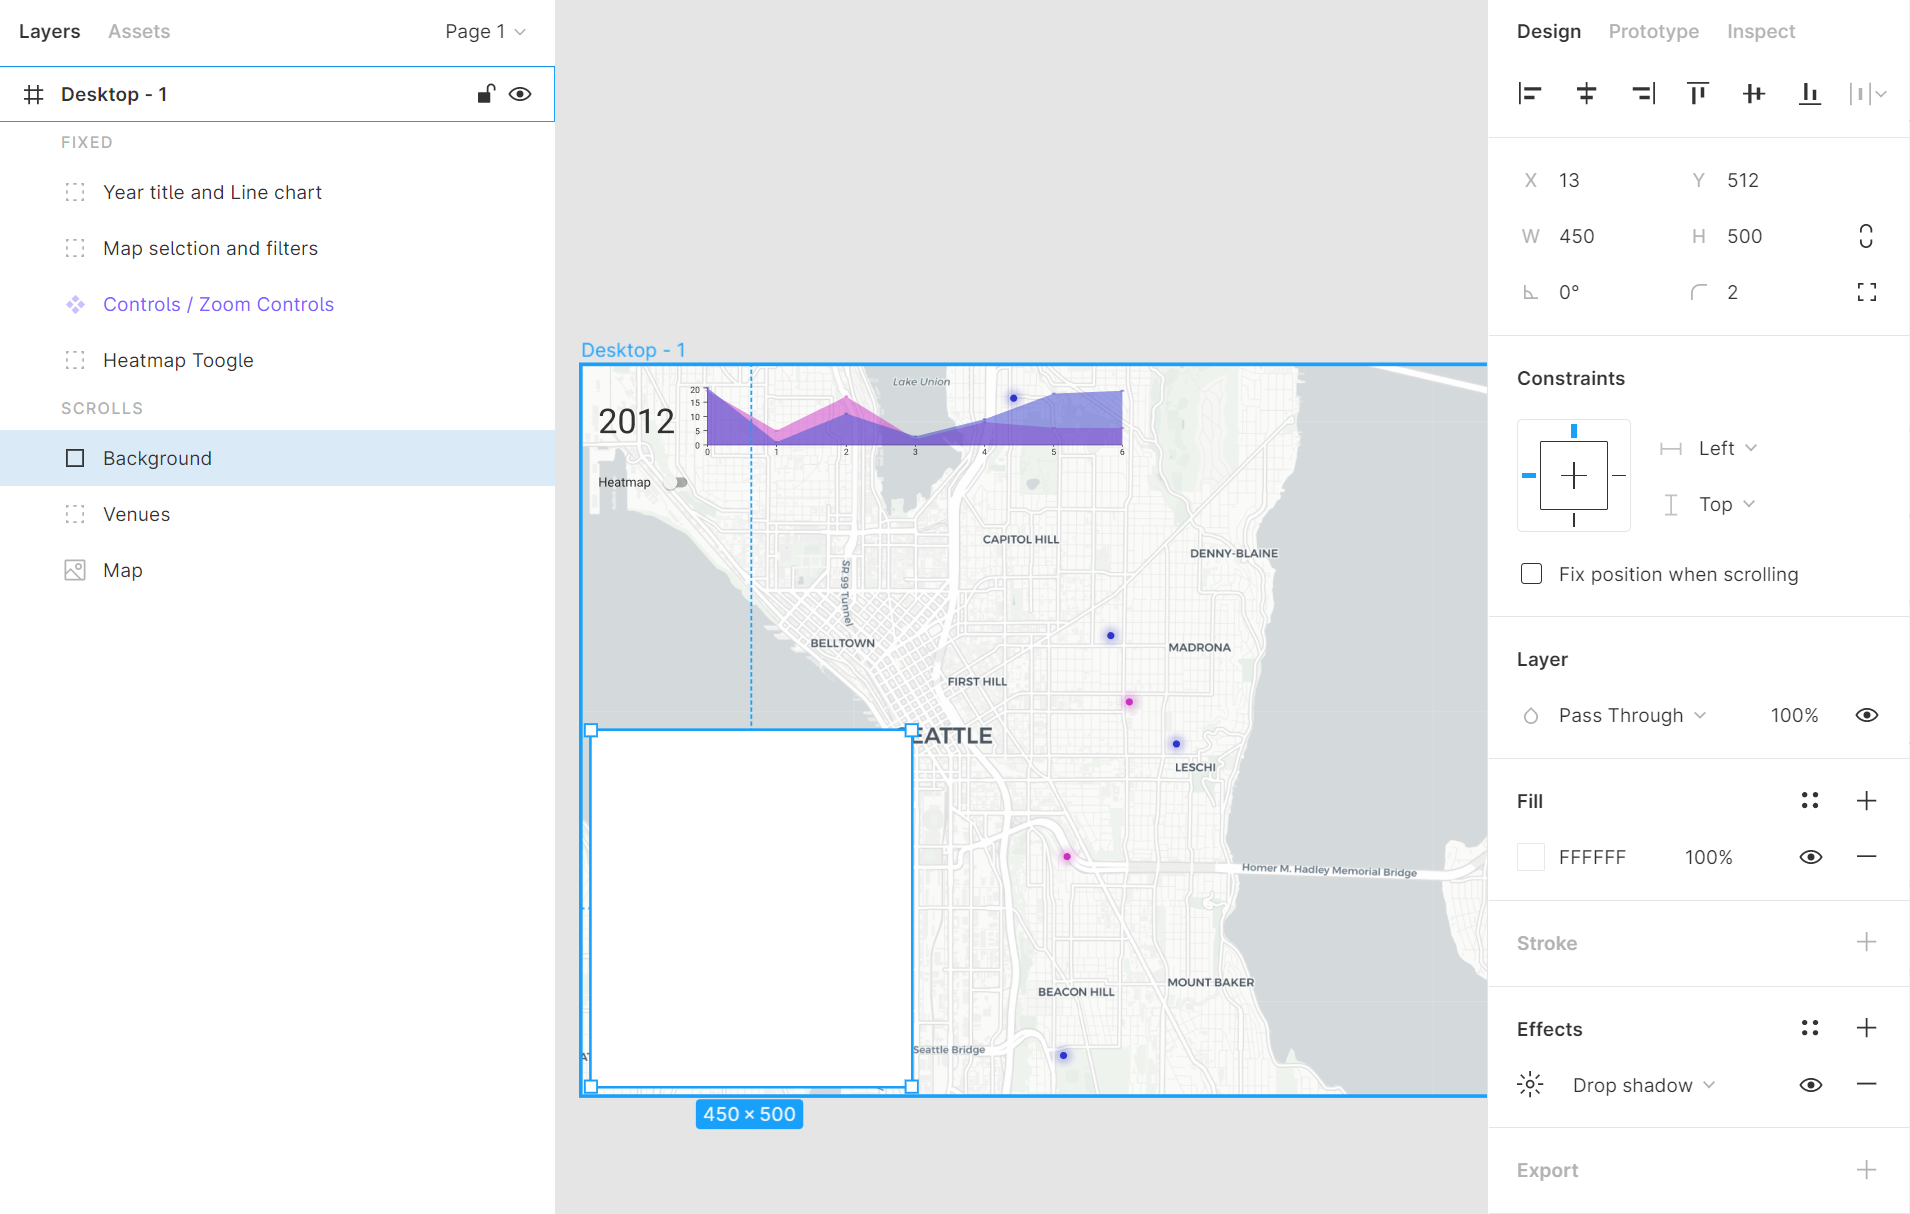 Layers Assets Page 1
Desktop - 1
FIXED
Year title and Line chart
Map selction and filters
Controls / Zoom Controls
Heatmap Toogle
SCROLLS
Background
Venues
Map
Desktop - 1
2012
20
15
10
5
0
0 1 2 3 4 5 6
Heatmap
Lake Union
CAPITOL HILL
DENNY-BLAINE
SR 99 Tunnel
BELLTOWN
MADRONA
FIRST HILL
EATTLE
LESCHI
Homer M. Hadley Memorial Bridge
MOUNT BAKER
BEACON HILL
Seattle Bridge
450 × 500
Design Prototype Inspect
X 13 Y 512
W 450 H 500
0° 2
Constraints
Left
Top
Fix position when scrolling
Layer
Pass Through 100%
Fill
FFFFFF 100%
Stroke
Effects
Drop shadow
Export